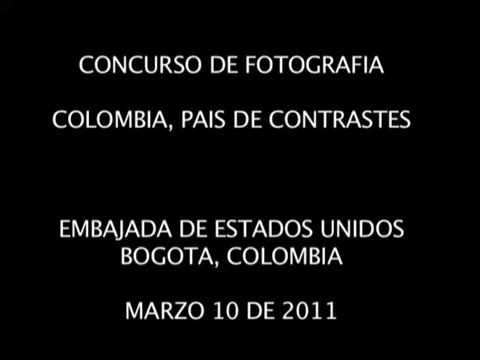 CONCURSO DE FOTOGRAFIA
COLOMBIA, PAIS DE CONTRASTES
EMBAJADA DE ESTADOS UNIDOS
BOGOTA, COLOMBIA
MARZO 10 DE 2011